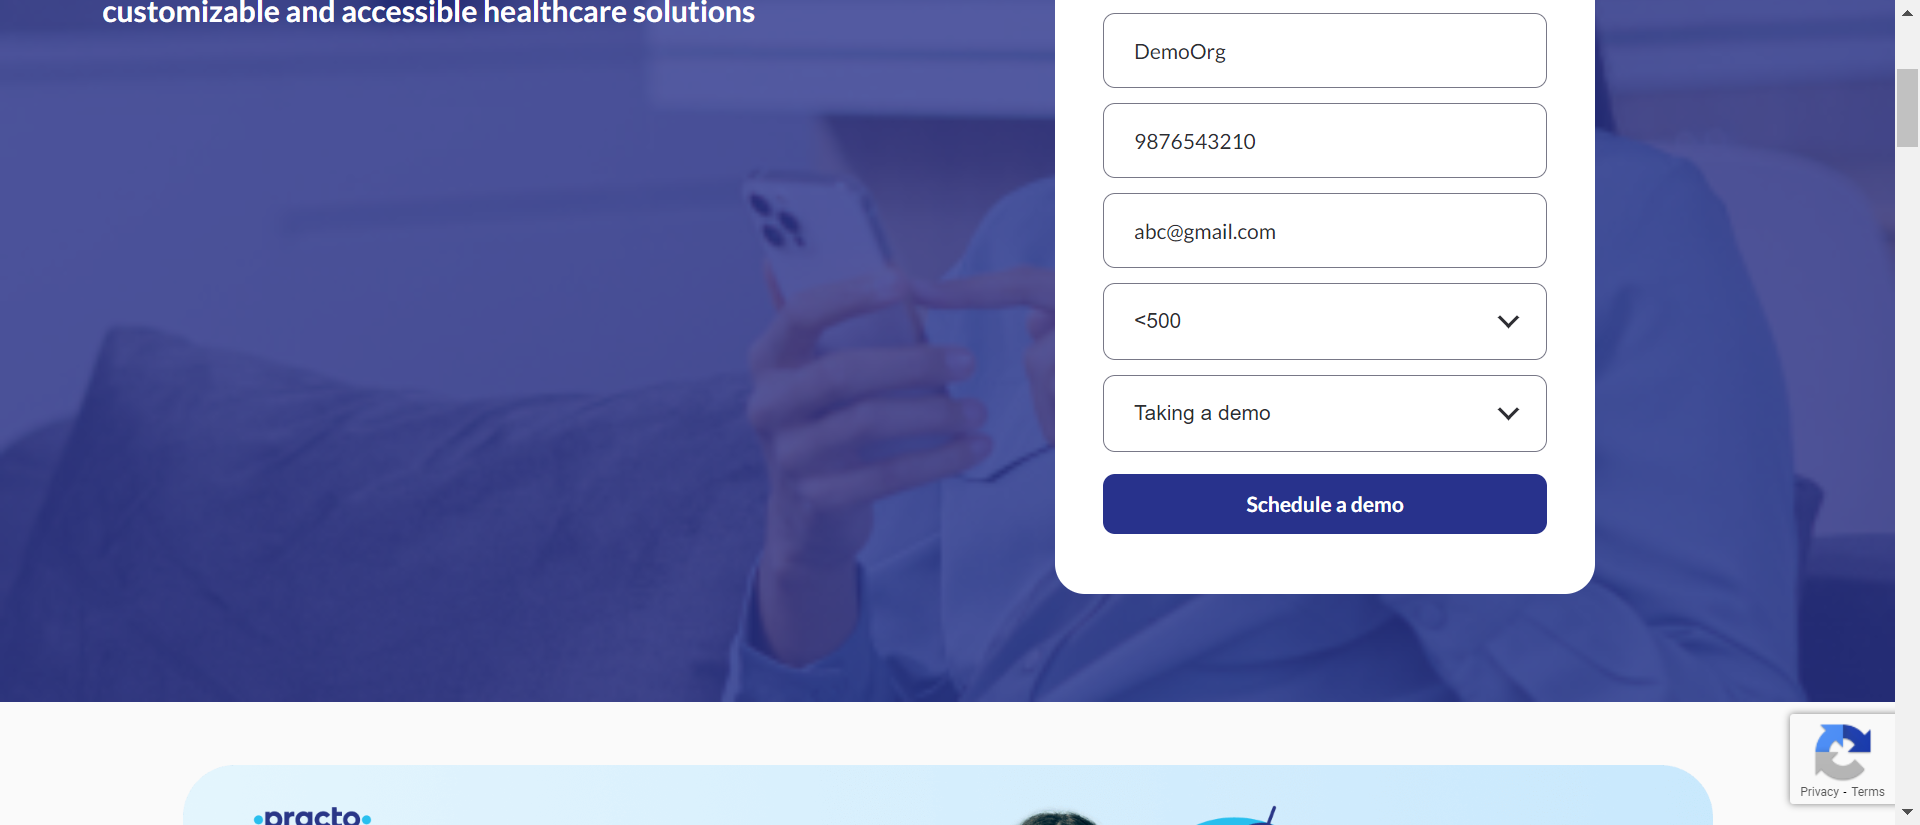 customizable and accessible healthcare solutions
DemoOrg
9876543210
abc@gmail.com
<500
Taking a demo
Schedule a demo
Privacy - Terms
practo